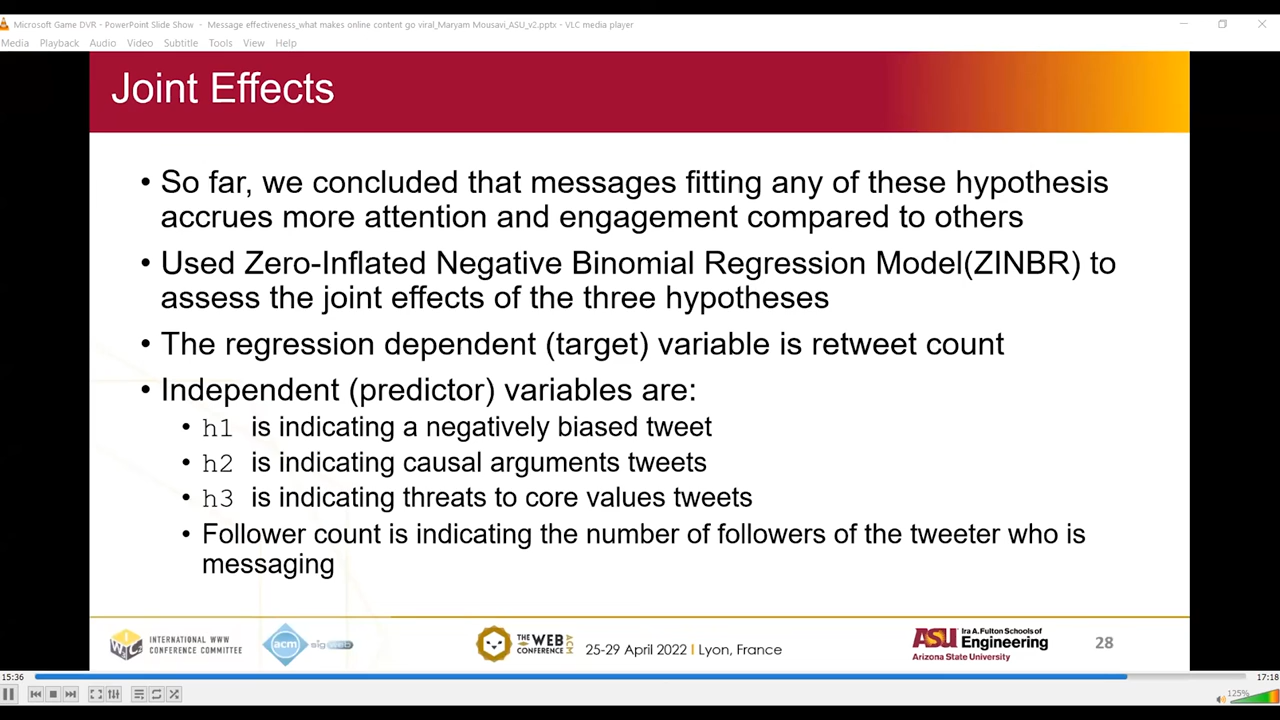 Microsoft Game DVR - PowerPoint Slide Show - Message effectiveness_what makes online content go viral_Maryam Mousavi_ASU_v2.pptx - VLC media player
Media Playback Audio Video Subtitle Tools View Help
Joint Effects
• So far, we concluded that messages fitting any of these hypothesis
accrues more attention and engagement compared to others
• Used Zero-Inflated Negative Binomial Regression Model(ZINBR) to
assess the joint effects of the three hypotheses
• The regression dependent (target) variable is retweet count
• Independent (predictor) variables are:
• h1 is indicating a negatively biased tweet
• h2 is indicating causal arguments tweets
• h3 is indicating threats to core values tweets
• Follower count is indicating the number of followers of the tweeter who is
messaging
INTERNATIONAL WWW
CONFERENCE COMMITTEE
acm sigweb
THE WEB
CONFERENCE
ACM
25-29 April 2022 I Lyon, France
ASU Ira A. Fulton Schools of
Engineering
Arizona State University
28
15:36
17:18
125%